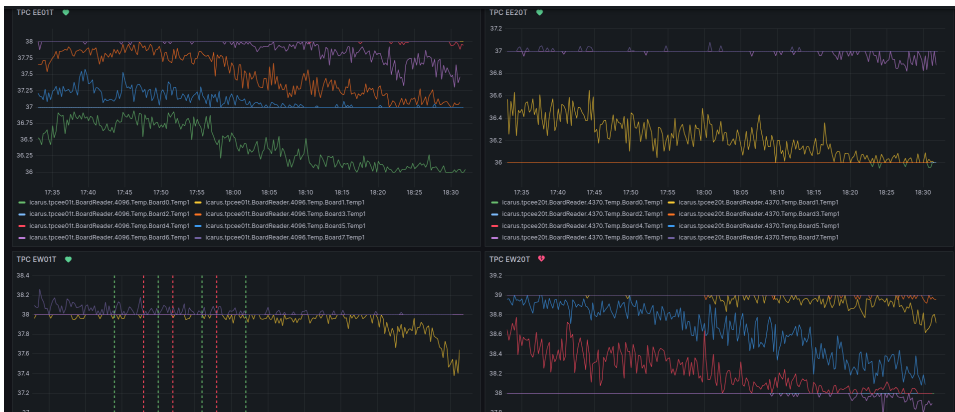 TPC EE01T
38
37.75
37.5
37.25
37
36.75
36.5
36.25
36
17:35 17:40 17:45 17:50 17:55 18:00 18:05 18:10 18:15 18:20 18:25 18:30
icarus.tpcee01t.BoardReader.4096.Temp.Board0.Temp1 icarus.tpcee01t.BoardReader.4096.Temp.Board1.Temp1
icarus.tpcee01t.BoardReader.4096.Temp.Board2.Temp1 icarus.tpcee01t.BoardReader.4096.Temp.Board3.Temp1
icarus.tpcee01t.BoardReader.4096.Temp.Board4.Temp1 icarus.tpcee01t.BoardReader.4096.Temp.Board5.Temp1
icarus.tpcee01t.BoardReader.4096.Temp.Board6.Temp1 icarus.tpcee01t.BoardReader.4096.Temp.Board7.Temp1
TPC EE20T
37.2
37
36.8
36.6
36.4
36.2
36
17:35 17:40 17:45 17:50 17:55 18:00 18:05 18:10 18:15 18:20 18:25 18:30
icarus.tpcee20t.BoardReader.4370.Temp.Board0.Temp1 icarus.tpcee20t.BoardReader.4370.Temp.Board1.Temp1
icarus.tpcee20t.BoardReader.4370.Temp.Board2.Temp1 icarus.tpcee20t.BoardReader.4370.Temp.Board3.Temp1
icarus.tpcee20t.BoardReader.4370.Temp.Board4.Temp1 icarus.tpcee20t.BoardReader.4370.Temp.Board5.Temp1
icarus.tpcee20t.BoardReader.4370.Temp.Board6.Temp1 icarus.tpcee20t.BoardReader.4370.Temp.Board7.Temp1
TPC EW01T
38.4
38.2
38
37.8
37.6
37.4
37.2
37
TPC EW20T
39.2
39
38.8
38.6
38.4
38.2
38
37.8